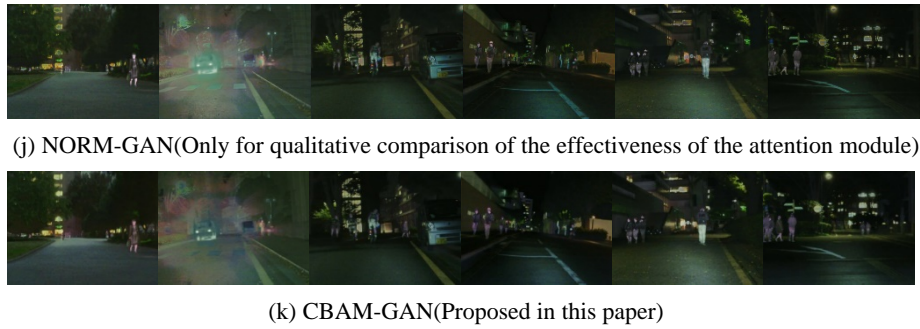 (j) NORM-GAN(Only for qualitative comparison of the effectiveness of the attention module)
(k) CBAM-GAN(Proposed in this paper)